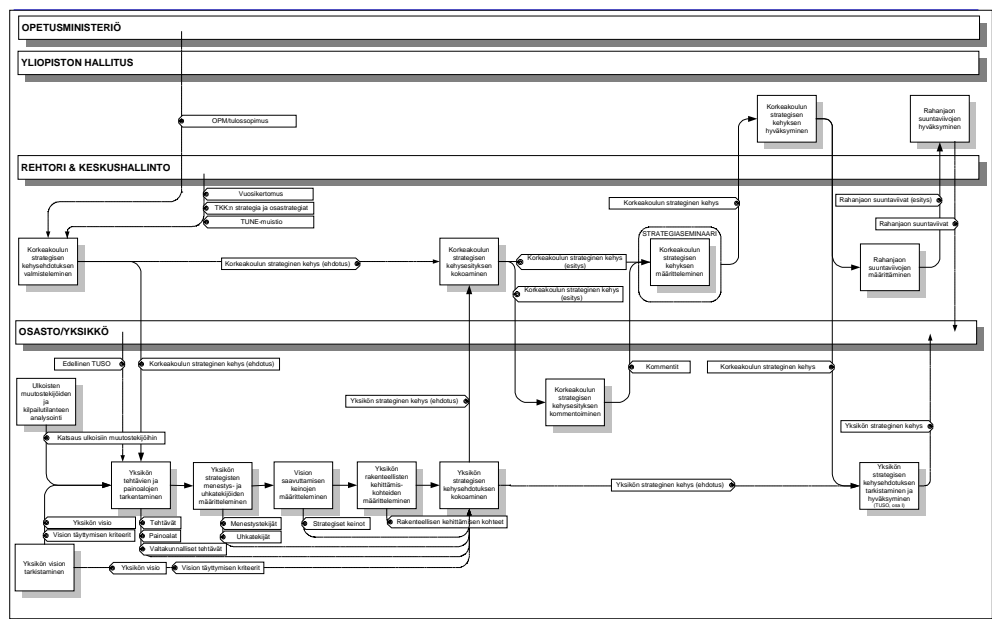 OPETUSMINISTERIÖ
YLIOPISTON HALLITUS
OPM/tulossopimus
Korkeakoulun
strategisen
kehyksen
hyväksyminen
Rahanjaon
suuntaviivojen
hyväksyminen
REHTORI & KESKUSHALLINTO
Vuosikertomus
TKK:n strategia ja osastrategiat
TUNE-muistio
Korkeakoulun strateginen kehys
Rahanjaon suuntaviivat (esitys)
Rahanjaon suuntaviivat
Korkeakoulun
strategisen
kehysehdotuksen
valmisteleminen
Korkeakoulun strateginen kehys (ehdotus)
Korkeakoulun
strategisen
kehysesityksen
kokoaminen
Korkeakoulun strateginen kehys
(esitys)
Korkeakoulun strateginen kehys
(esitys)
STRATEGIASEMINAARI
Korkeakoulun
strategisen
kehyksen
määritteleminen
Rahanjaon
suuntaviivojen
määrittäminen
OSASTO/YKSIKKÖ
Edellinen TUSO
Korkeakoulun strateginen kehys (ehdotus)
Kommentit
Korkeakoulun strateginen kehys
Ulkoisten
muutostekijöiden
ja
kilpailutilanteen
analysointi
Yksikön strateginen kehys (ehdotus)
Korkeakoulun
strategisen
kehysesityksen
kommentoiminen
Yksikön strateginen kehys
Katsaus ulkoisiin muutostekijöihin
Yksikön
tehtävien ja
painoalojen
tarkentaminen
Yksikön
strategisten
menestys- ja
uhkatekijöiden
määritteleminen
Vision
saavuttamisen
keinojen
määritteleminen
Yksikön
rakenteellisten
kehittämis-
kohteiden
määritteleminen
Yksikön
strategisen
kehysehdotuksen
kokoaminen
Yksikön strateginen kehys (ehdotus)
Yksikön
strategisen
kehysehdotuksen
tarkistaminen ja
hyväksyminen
(TUSO, osa I)
Yksikön visio
Vision täyttymisen kriteerit
Tehtävät
Painoalat
Valtakunnalliset tehtävät
Menestystekijät
Uhkatekijät
Strategiset keinot
Rakenteellisen kehittämisen kohteet
Yksikön vision
tarkistaminen
Yksikön visio
Vision täyttymisen kriteerit